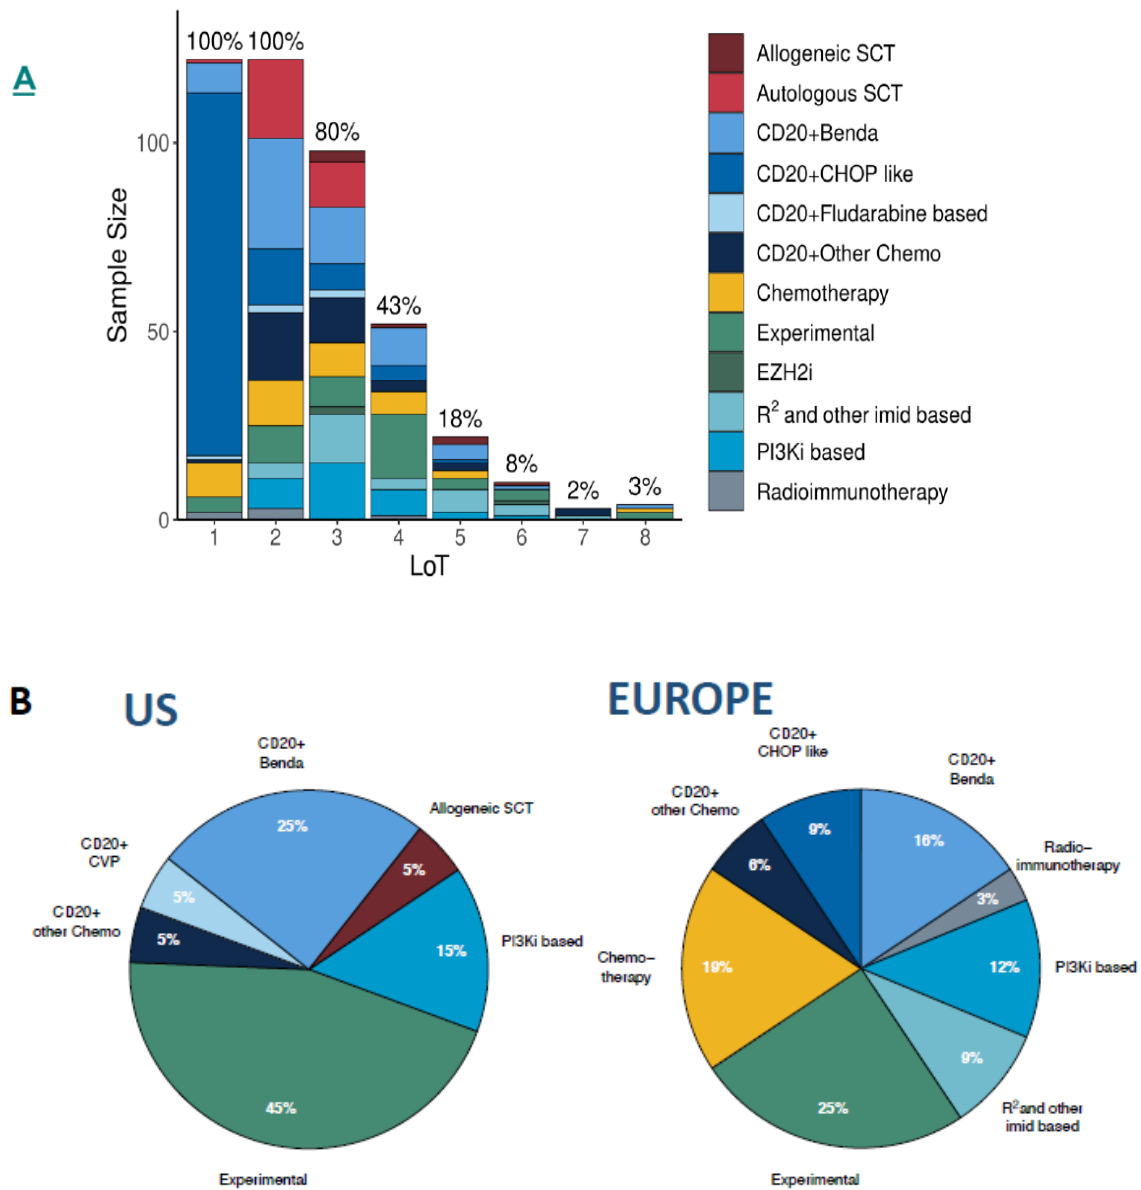 A
100% 100%
80%
43%
18%
8%
2%
3%
Sample Size
100
50
0
1 2 3 4 5 6 7 8
LoT
Allogeneic SCT
Autologous SCT
CD20+Benda
CD20+CHOP like
CD20+Fludarabine based
CD20+Other Chemo
Chemotherapy
Experimental
EZH2i
R² and other imid based
PI3Ki based
Radioimmunotherapy
B
US
CD20+
Benda
25%
Allogeneic SCT
5%
CD20+
CVP
5%
CD20+
other Chemo
5%
PI3Ki based
15%
45%
Experimental
EUROPE
CD20+
CHOP like
9%
CD20+
Benda
16%
CD20+
other Chemo
6%
Radio–
immunotherapy
3%
Chemo–
therapy
19%
PI3Ki based
12%
9%
R²and other
imid based
25%
Experimental